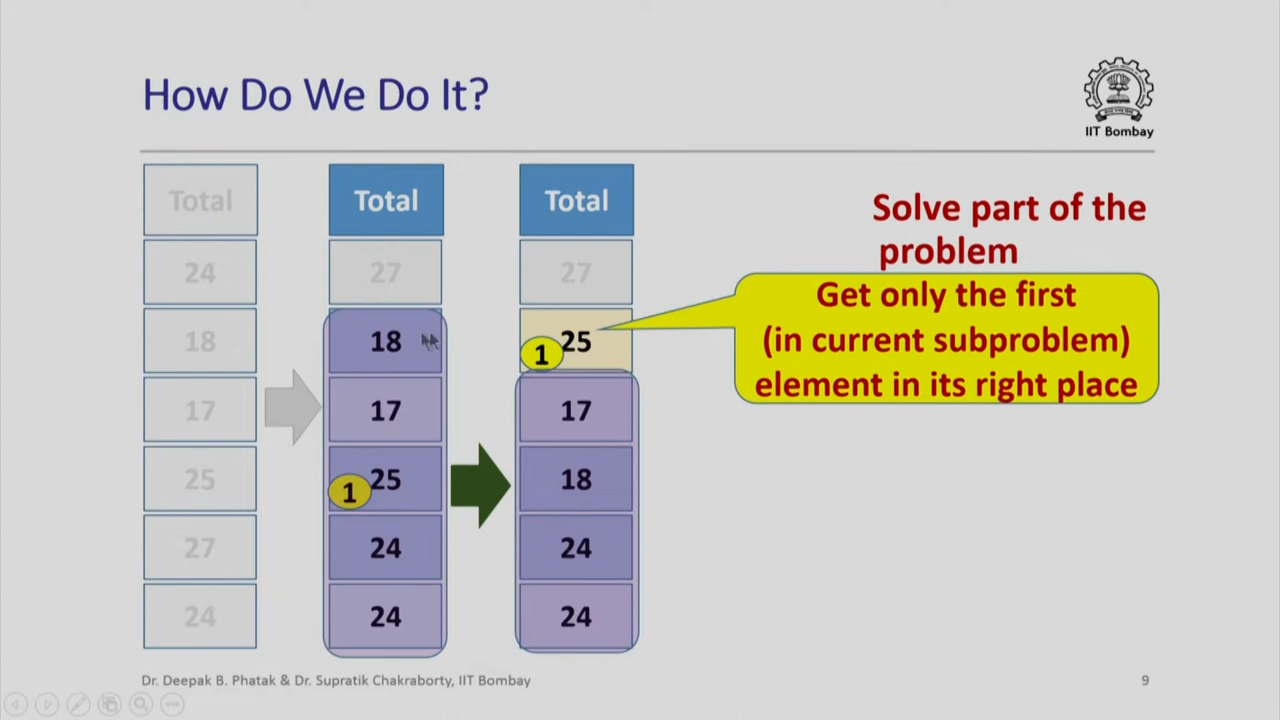 How Do We Do It?
IIT Bombay
Total
24
18
17
25
27
24
Total
27
18
17
1 25
24
24
Total
27
1 25
17
18
24
24
Solve part of the
problem
Get only the first
(in current subproblem)
element in its right place
Dr. Deepak B. Phatak & Dr. Supratik Chakraborty, IIT Bombay
9